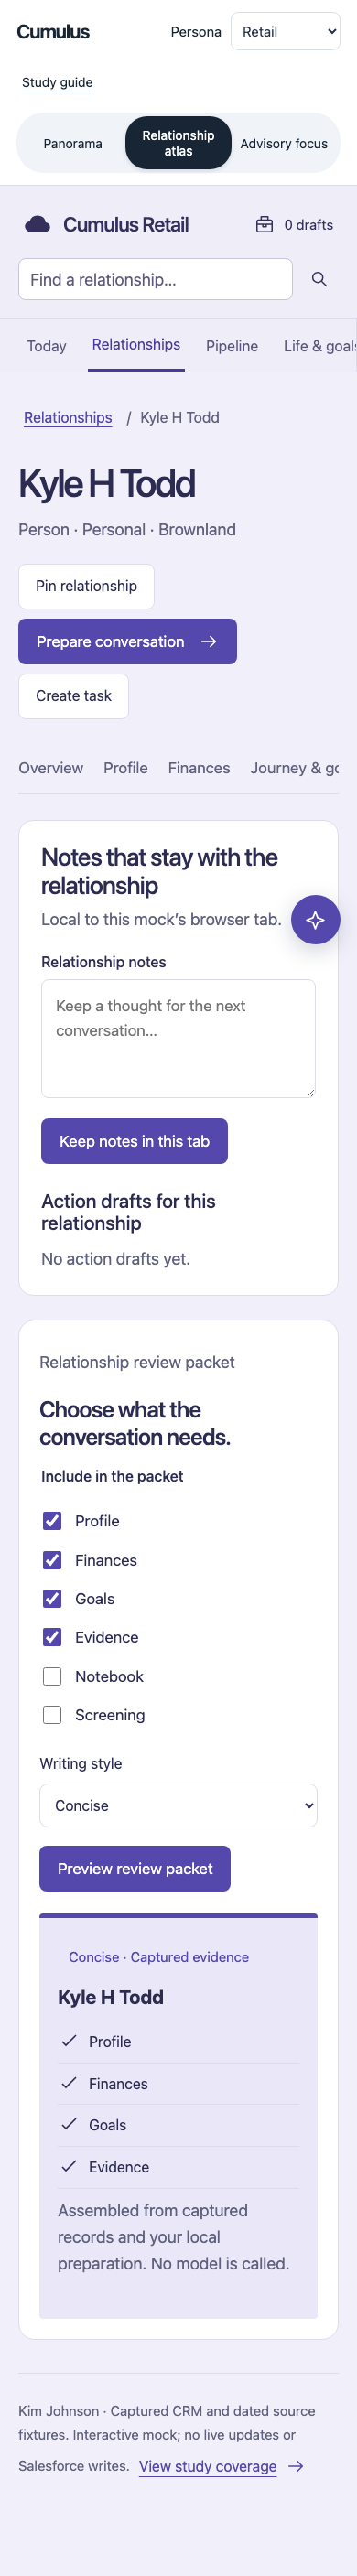 Cumulus
Persona
Retail
Study guide
Panorama
Relationship
atlas
Advisory focus
Cumulus Retail
0 drafts
Find a relationship...
Today
Relationships
Pipeline
Life & goals
Relationships / Kyle H Todd
Kyle H Todd
Person · Personal · Brownland
Pin relationship
Prepare conversation →
Create task
Overview
Profile
Finances
Journey & go
Notes that stay with the
relationship
Local to this mock's browser tab.
Relationship notes
Keep a thought for the next
conversation...
Keep notes in this tab
Action drafts for this
relationship
No action drafts yet.
Relationship review packet
Choose what the
conversation needs.
Include in the packet
Profile
Finances
Goals
Evidence
Notebook
Screening
Writing style
Concise
Preview review packet
Concise · Captured evidence
Kyle H Todd
Profile
Finances
Goals
Evidence
Assembled from captured
records and your local
preparation. No model is called.
Kim Johnson · Captured CRM and dated source
fixtures. Interactive mock; no live updates or
Salesforce writes. View study coverage →